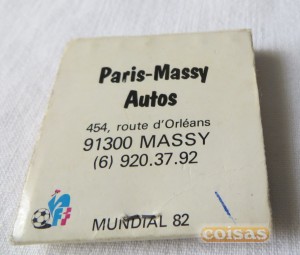 Paris-Massy
Autos
454, route d'Orléans
91300 MASSY
(6) 920.37.92
MUNDIAL 82
coisas